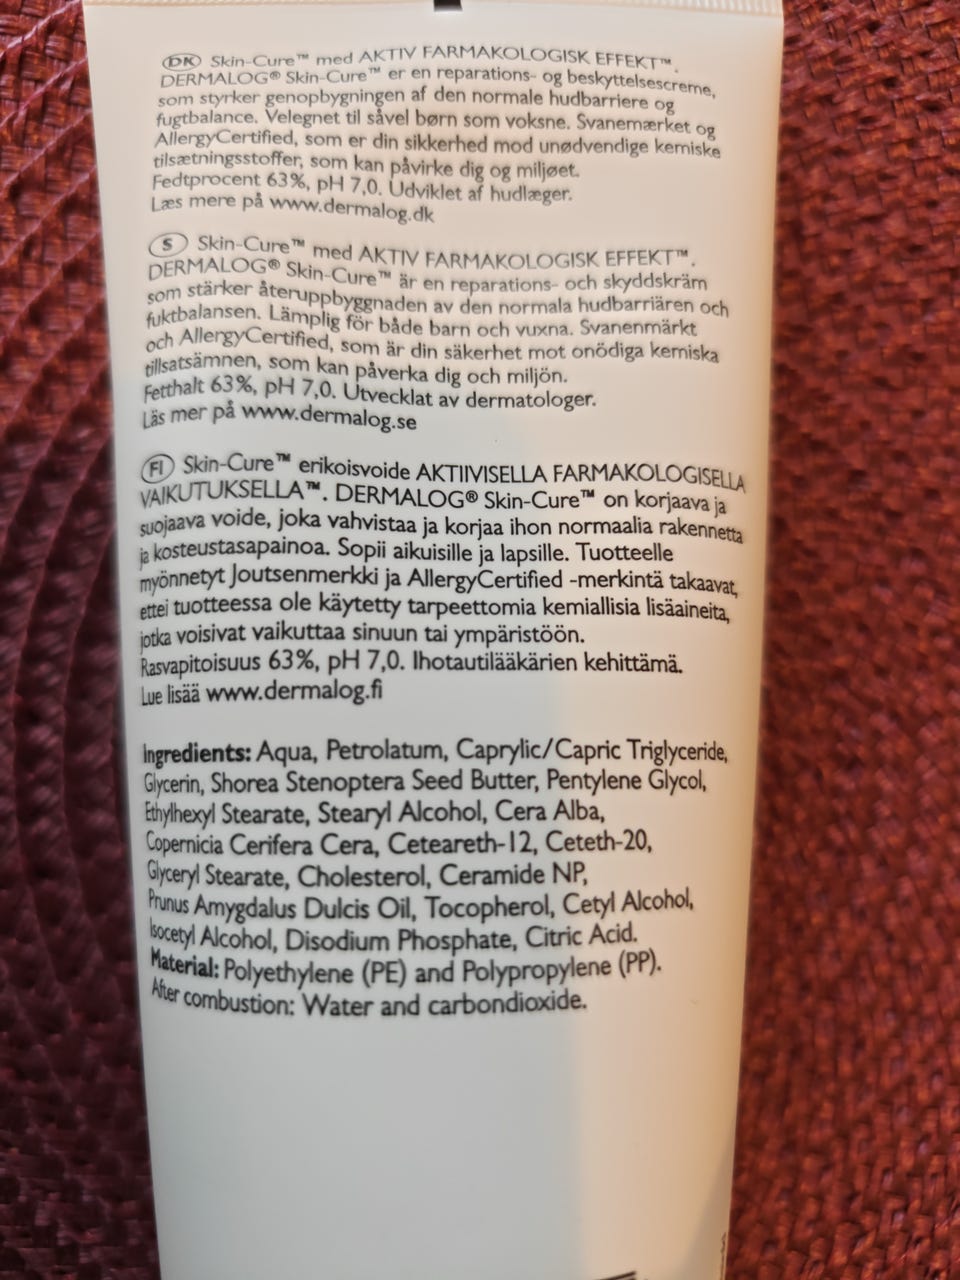 DK Skin-Cure™ med AKTIV FARMAKOLOGISK EFFEKT™.
DERMALOG® Skin-Cure™ er en reparations- og beskyttelsescreme,
som styrker genopbygningen af den normale hudbarriere og
fugtbalance. Velegnet til såvel børn som voksne. Svanemærket og
AllergyCertified, som er din sikkerhed mod unødvendige kemiske
tilsætningsstoffer, som kan påvirke dig og miljøet.
Fedtprocent 63%, pH 7,0. Udviklet af hudlæger.
Læs mere på www.dermalog.dk
S Skin-Cure™ med AKTIV FARMAKOLOGISK EFFEKT™.
DERMALOG® Skin-Cure™ är en reparations- och skyddskräm
som stärker återuppbyggnaden av den normala hudbarriären och
fuktbalansen. Lämplig för både barn och vuxna. Svanenmärkt
och AllergyCertified, som är din säkerhet mot onödiga kemiska
tillsatsämnen, som kan påverka dig och miljön.
Fetthalt 63%, pH 7,0. Utvecklat av dermatologer.
Läs mer på www.dermalog.se
FI Skin-Cure™ erikoisvoide AKTIIVISELLA FARMAKOLOGISELLA
VAIKUTUKSELLA™. DERMALOG® Skin-Cure™ on korjaava ja
suojaava voide, joka vahvistaa ja korjaa ihon normaalia rakennetta
ja kosteustasapainoa. Sopii aikuisille ja lapsille. Tuotteelle
myönnetyt Joutsenmerkki ja AllergyCertified -merkintä takaavat,
ettei tuotteessa ole käytetty tarpeettomia kemiallisia lisäaineita,
jotka voisivat vaikuttaa sinuun tai ympäristöön.
Rasvapitoisuus 63%, pH 7,0. Ihotautilääkärien kehittämä.
Lue lisää www.dermalog.fi
Ingredients: Aqua, Petrolatum, Caprylic/Capric Triglyceride,
Glycerin, Shorea Stenoptera Seed Butter, Pentylene Glycol,
Ethylhexyl Stearate, Stearyl Alcohol, Cera Alba,
Copernicia Cerifera Cera, Ceteareth-12, Ceteth-20,
Glyceryl Stearate, Cholesterol, Ceramide NP,
Prunus Amygdalus Dulcis Oil, Tocopherol, Cetyl Alcohol,
Isocetyl Alcohol, Disodium Phosphate, Citric Acid.
Material: Polyethylene (PE) and Polypropylene (PP).
After combustion: Water and carbondioxide.